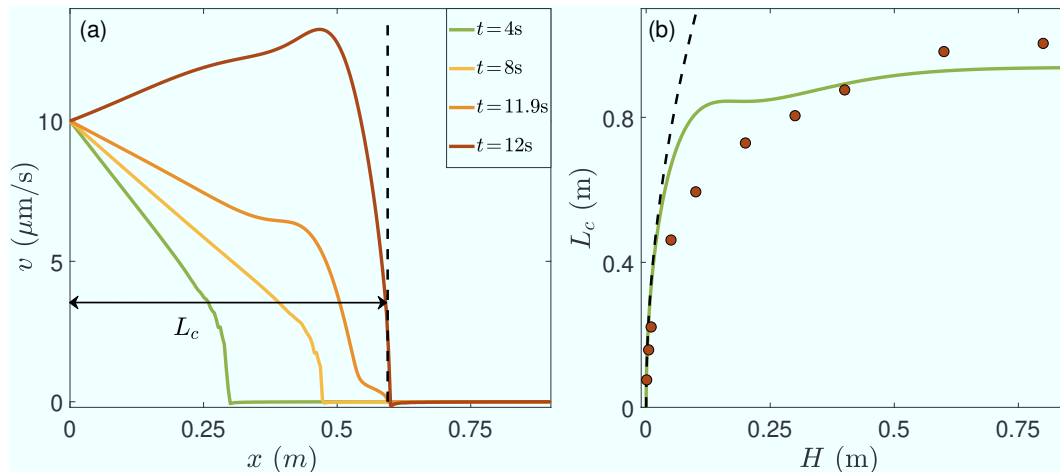 (a)
t=4s
t=8s
t=11.9s
t=12s
v (μm/s)
10
5
0
L_c
0
0.25
0.5
0.75
x (m)
(b)
L_c (m)
0.8
0.4
0
0
0.25
0.5
0.75
H (m)